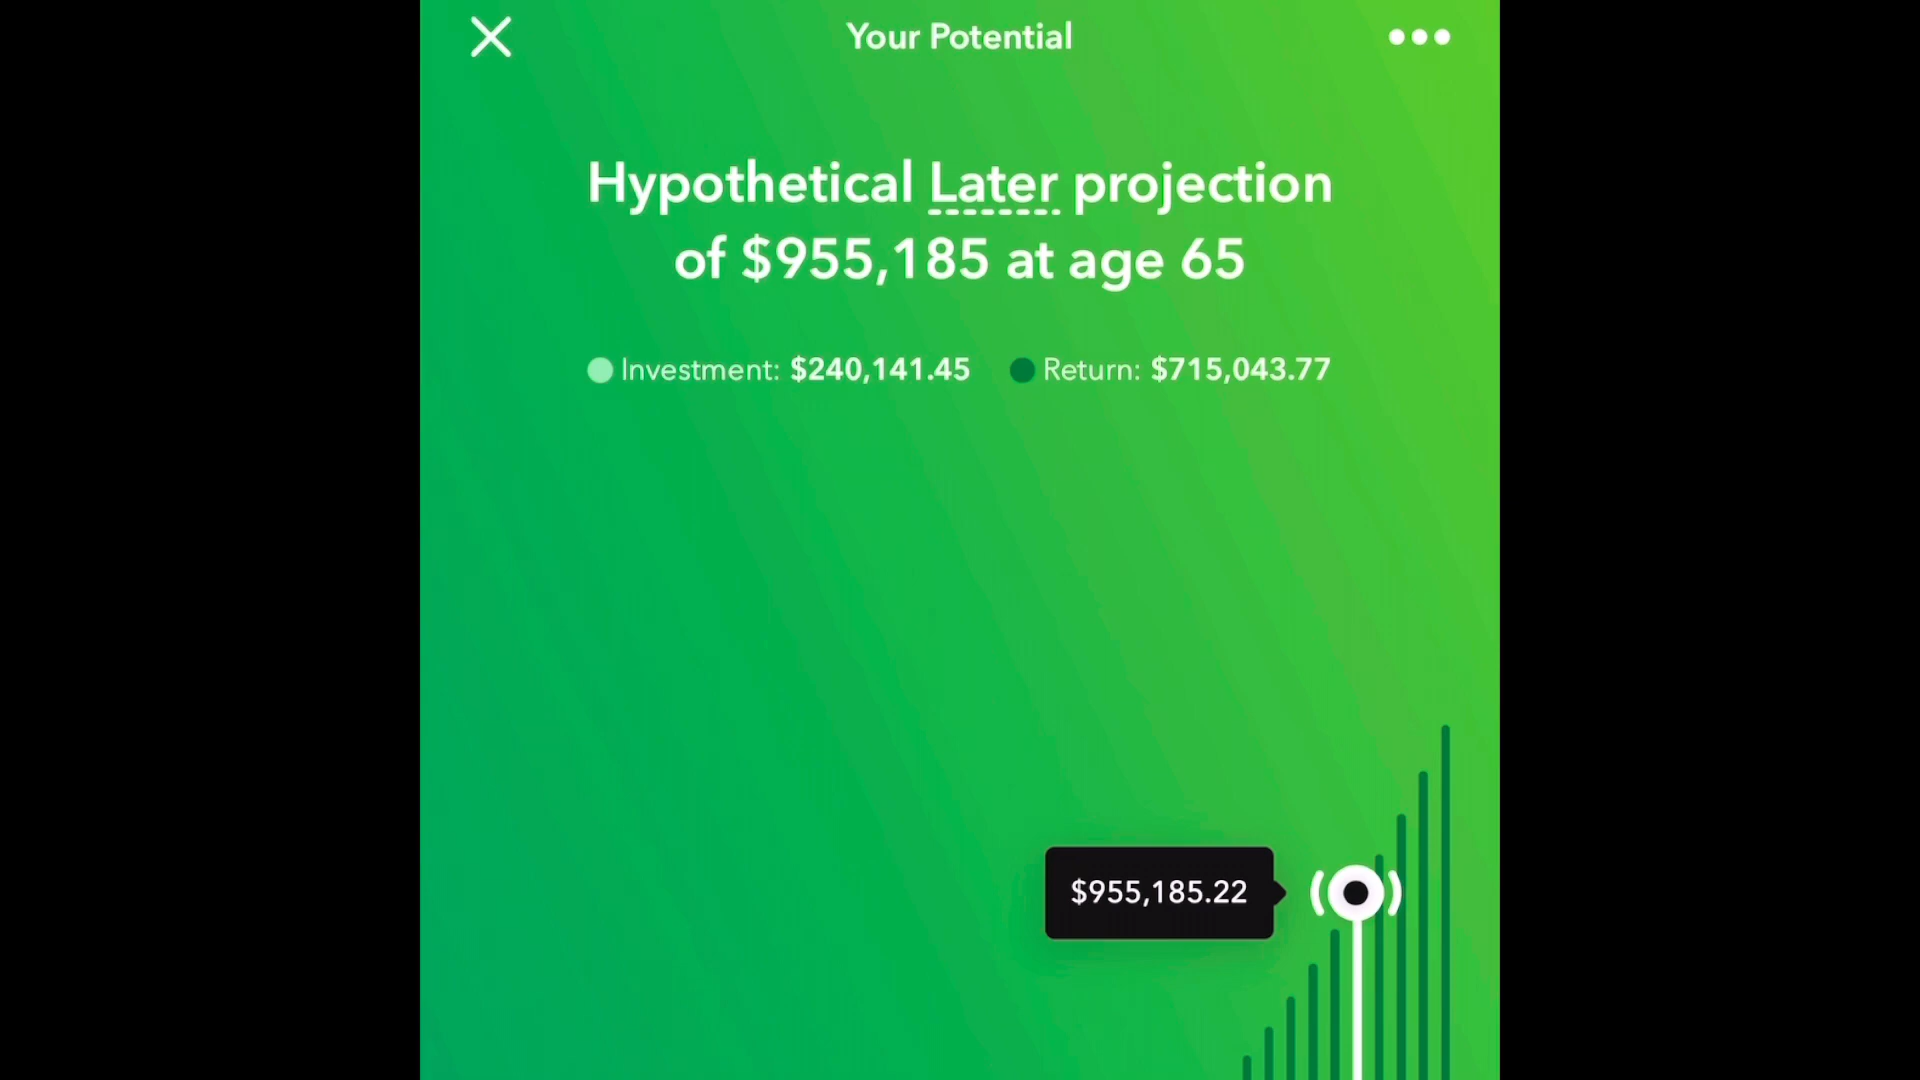 Your Potential
Hypothetical Later projection
of $955,185 at age 65
Investment: $240,141.45 Return: $715,043.77
$955,185.22